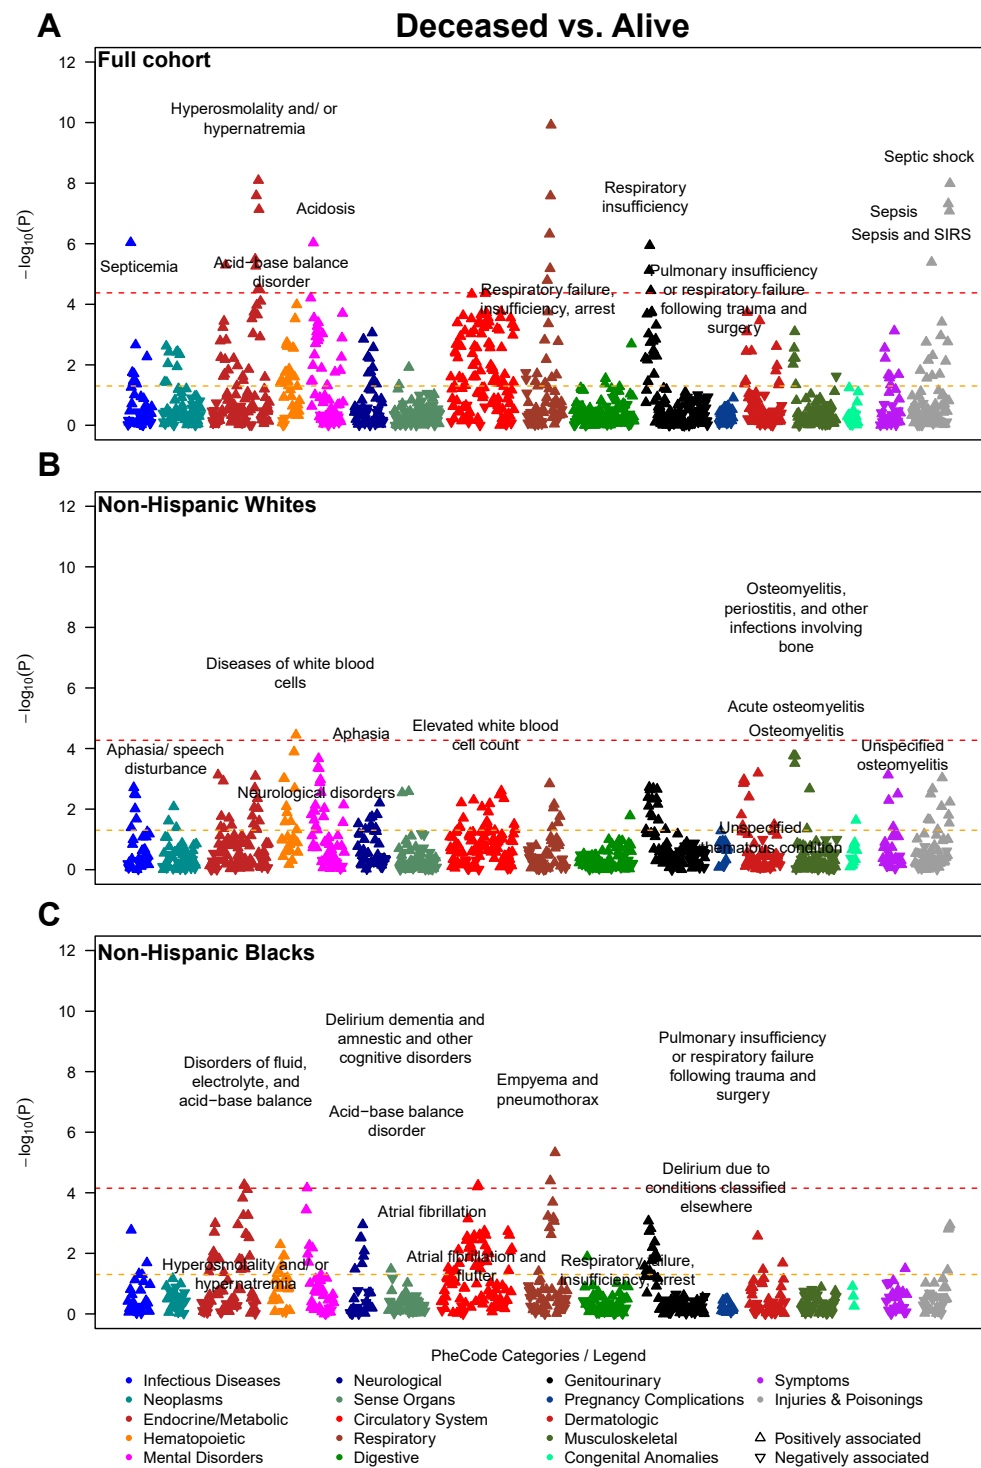 A
Deceased vs. Alive
Full cohort
12
10
8
6
4
2
0
−log10(P)
Hyperosmolality and/ or
hypernatremia
Septic shock
Respiratory
insufficiency
Acidosis
Sepsis
Sepsis and SIRS
Septicemia
Acid−base balance
disorder
Pulmonary insufficiency
or respiratory failure
following trauma and
surgery
Respiratory failure,
insufficiency, arrest
B
Non-Hispanic Whites
12
10
8
6
4
2
0
−log10(P)
Osteomyelitis,
periostitis, and other
infections involving
bone
Diseases of white blood
cells
Acute osteomyelitis
Osteomyelitis
Aphasia
Elevated white blood
cell count
Aphasia/ speech
disturbance
Unspecified
osteomyelitis
Neurological disorders
Unspecified
thematous condition
C
Non-Hispanic Blacks
12
10
8
6
4
2
0
−log10(P)
Delirium dementia and
amnestic and other
cognitive disorders
Pulmonary insufficiency
or respiratory failure
following trauma and
surgery
Disorders of fluid,
electrolyte, and
acid−base balance
Empyema and
pneumothorax
Acid−base balance
disorder
Delirium due to
conditions classified
elsewhere
Atrial fibrillation
Atrial fibrillation and
flutter
Respiratory failure,
insufficiency, arrest
Hyperosmolality and/ or
hypernatremia
PheCode Categories / Legend
Infectious Diseases
Neoplasms
Endocrine/Metabolic
Hematopoietic
Mental Disorders
Neurological
Sense Organs
Circulatory System
Respiratory
Digestive
Genitourinary
Pregnancy Complications
Dermatologic
Musculoskeletal
Congenital Anomalies
Symptoms
Injuries & Poisonings
Positively associated
Negatively associated